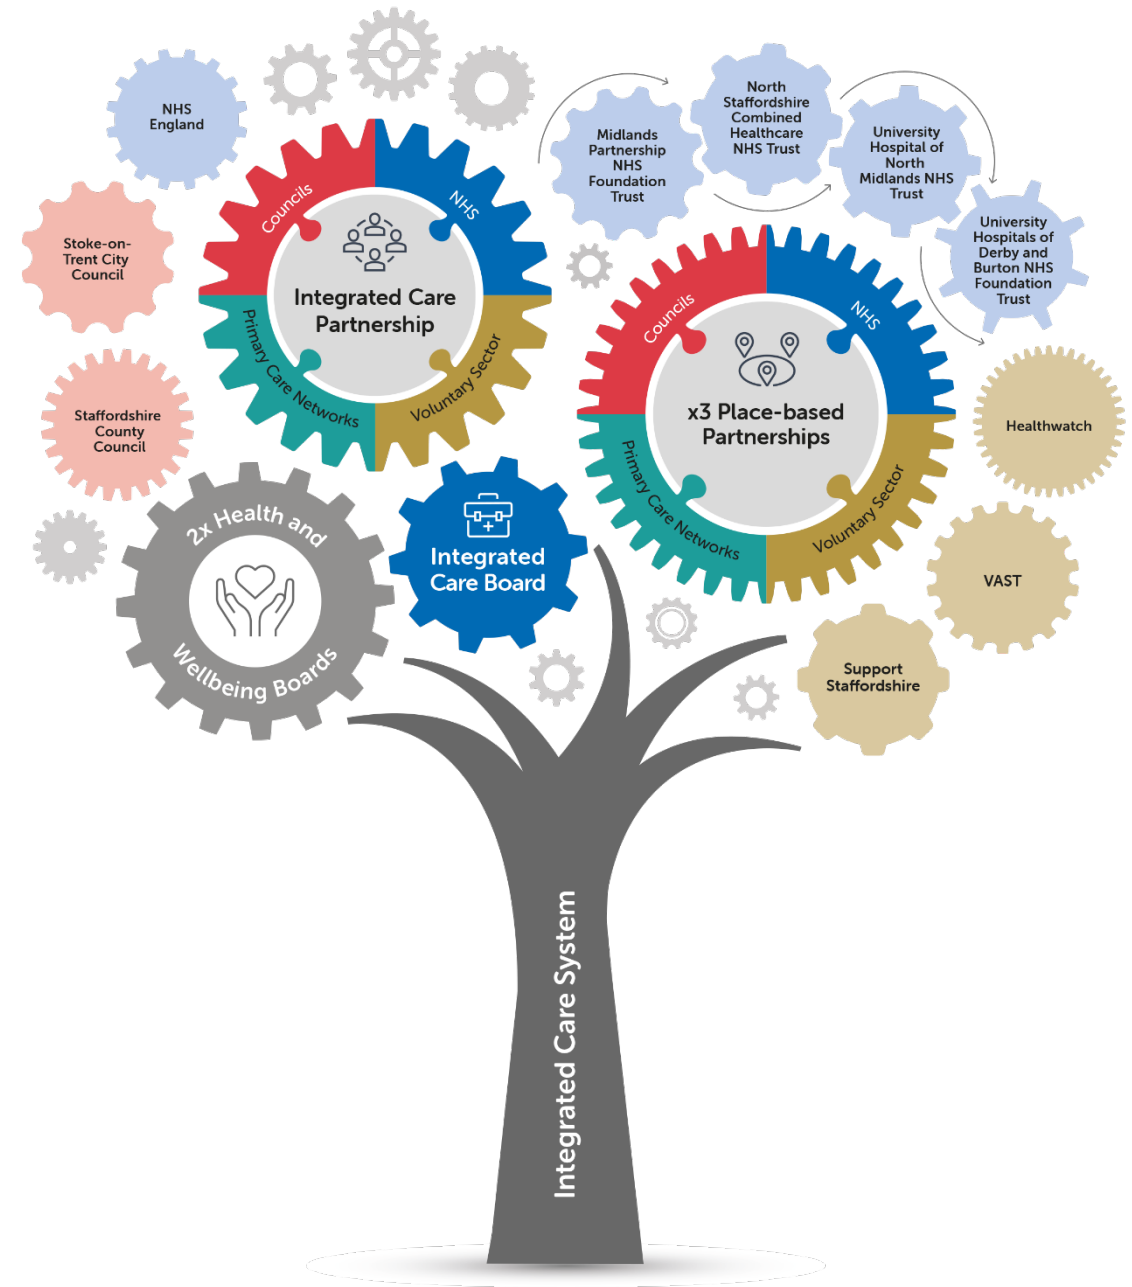 NHS
England
Stoke-on-
Trent City
Council
Staffordshire
County
Council
Councils
NHS
Integrated Care
Partnership
Primary Care Networks
Voluntary Sector
2x Health and
Wellbeing Boards
Integrated
Care Board
Midlands
Partnership
NHS
Foundation
Trust
North
Staffordshire
Combined
Healthcare
NHS Trust
University
Hospital of
North
Midlands NHS
Trust
University
Hospitals of
Derby and
Burton NHS
Foundation
Trust
Councils
NHS
x3 Place-based
Partnerships
Primary Care Networks
Voluntary Sector
Healthwatch
VAST
Support
Staffordshire
Integrated Care System